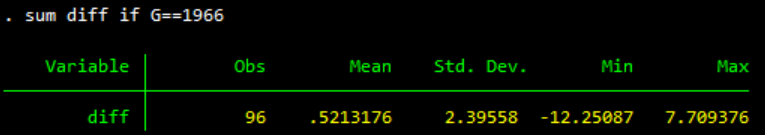 . sum diff if G==1966
Variable Obs Mean Std. Dev. Min Max
diff 96 .5213176 2.39558 -12.25087 7.709376